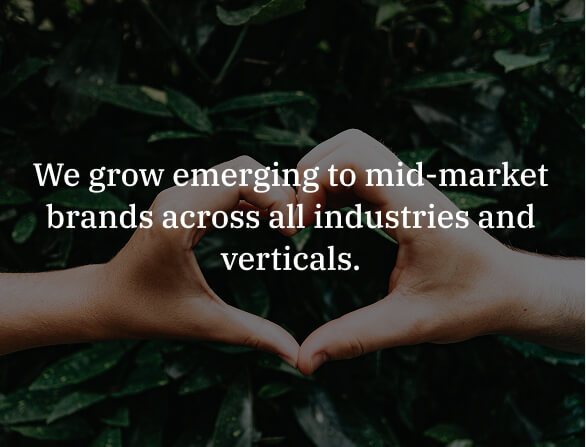 We grow emerging to mid-market
brands across all industries and
verticals.